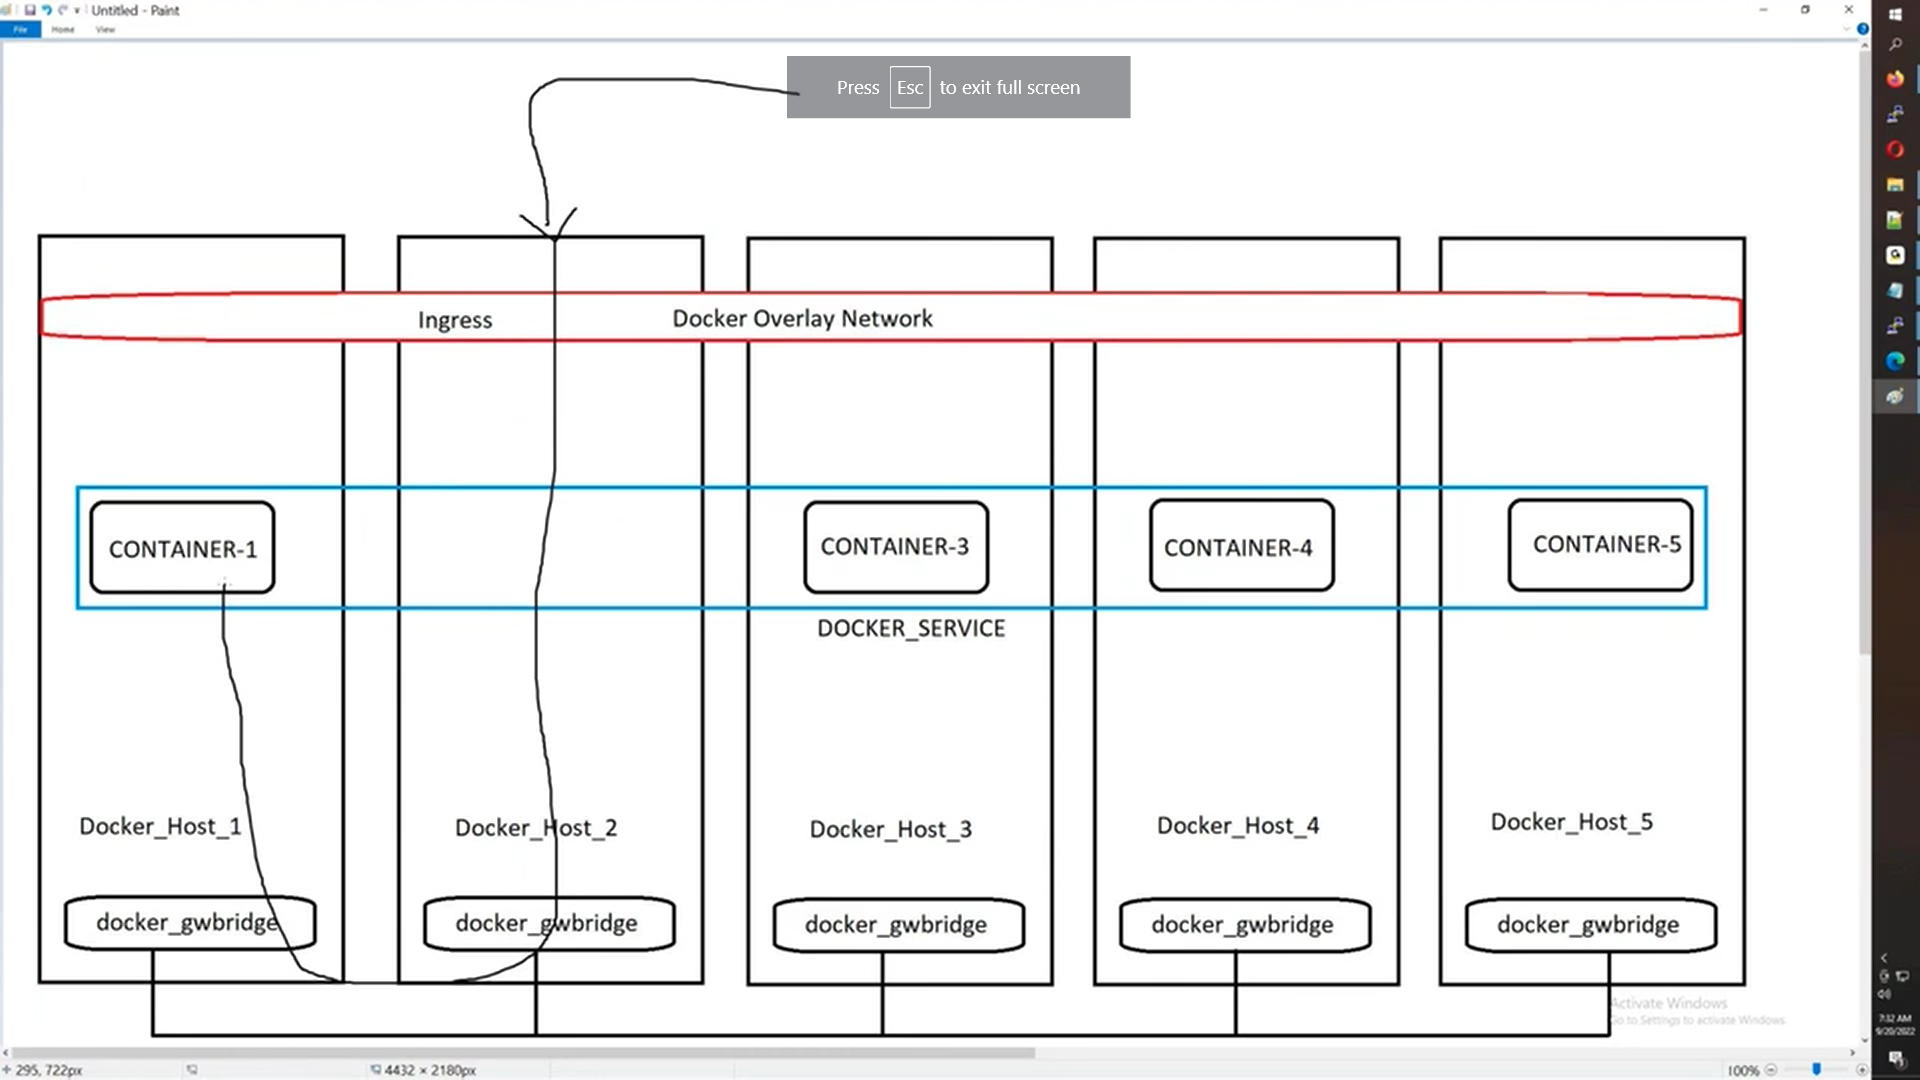 Untitled - Paint
File Home View
Press Esc to exit full screen
Ingress Docker Overlay Network
CONTAINER-1 CONTAINER-3 CONTAINER-4 CONTAINER-5
DOCKER_SERVICE
Docker_Host_1 Docker_Host_2 Docker_Host_3 Docker_Host_4 Docker_Host_5
docker_gwbridge docker_gwbridge docker_gwbridge docker_gwbridge docker_gwbridge
Activate Windows
Go to Settings to activate Windows.
7:32 AM
9/20/2022
295, 722px 4432 × 2180px 100%